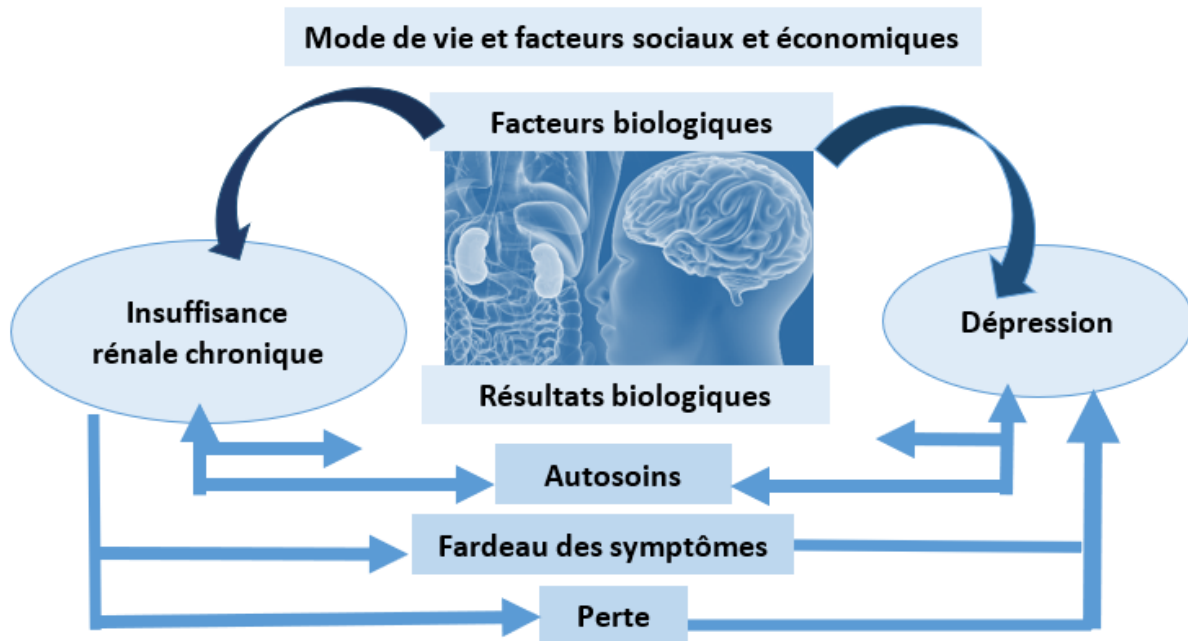 Mode de vie et facteurs sociaux et économiques
Facteurs biologiques
Insuffisance
rénale chronique
Dépression
Résultats biologiques
Autosoins
Fardeau des symptômes
Perte